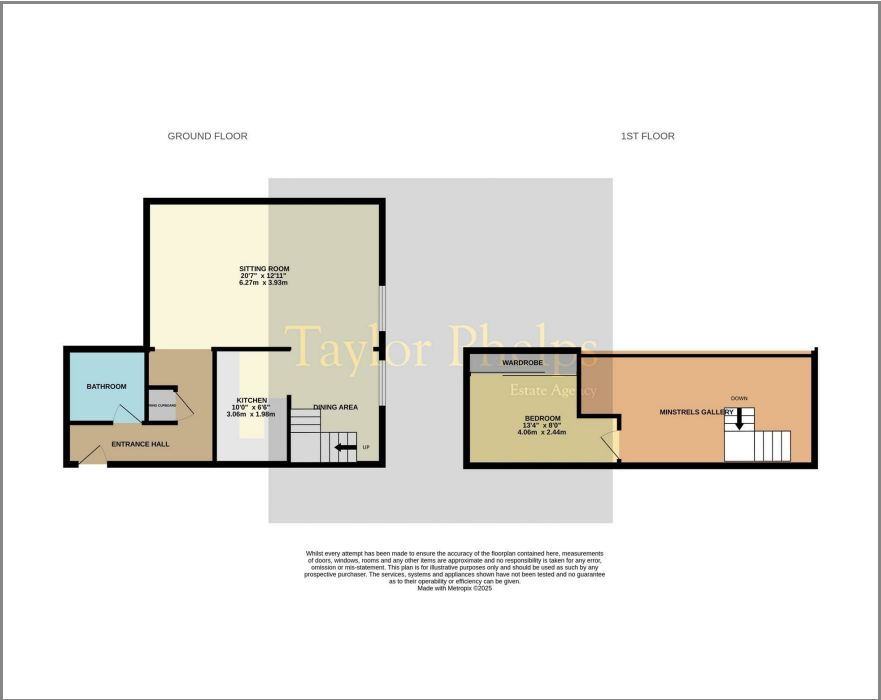 GROUND FLOOR
1ST FLOOR
SITTING ROOM
20'7" x 12'11"
6.27m x 3.93m
Taylor Phelps
Estate Agency
BATHROOM
KITCHEN
10'0" x 6'6"
3.06m x 1.98m
DINING AREA
ENTRANCE HALL
UP
WARDROBE
BEDROOM
13'4" x 8'0"
4.06m x 2.44m
MINSTRELS GALLERY
DOWN
Whilst every attempt has been made to ensure the accuracy of the floorplan contained here, measurements
of doors, windows, rooms and any other items are approximate and no responsibility is taken for any error,
omission or mis-statement. This plan is for illustrative purposes only and should be used as such by any
prospective purchaser. The services, systems and appliances shown have not been tested and no guarantee
as to their operability or efficiency can be given.
Made with Metropix ©2025